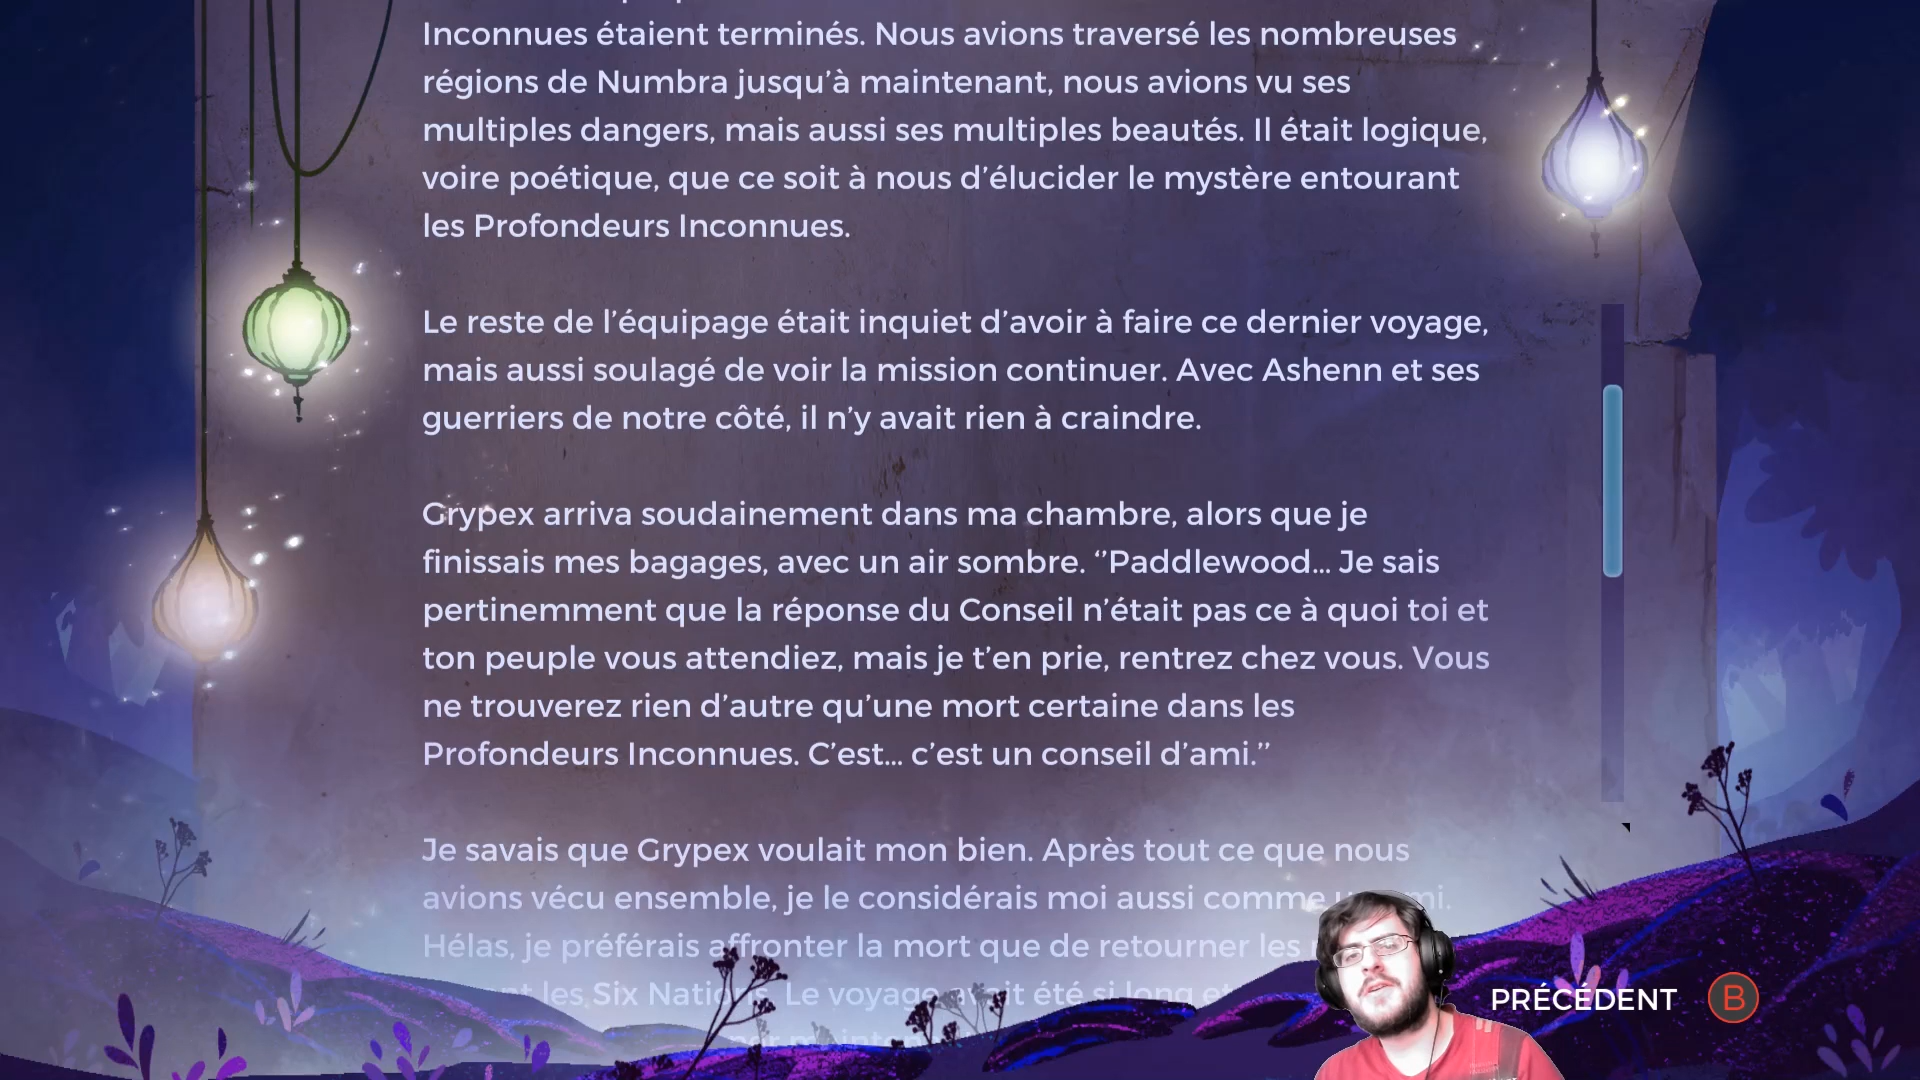 Inconnues étaient terminés. Nous avions traversé les nombreuses
régions de Numbra jusqu’à maintenant, nous avions vu ses
multiples dangers, mais aussi ses multiples beautés. Il était logique,
voire poétique, que ce soit à nous d’élucider le mystère entourant
les Profondeurs Inconnues.
Le reste de l’équipage était inquiet d’avoir à faire ce dernier voyage,
mais aussi soulagé de voir la mission continuer. Avec Ashenn et ses
guerriers de notre côté, il n’y avait rien à craindre.
Grypex arriva soudainement dans ma chambre, alors que je
finissais mes bagages, avec un air sombre. ‘’Paddlewood... Je sais
pertinemment que la réponse du Conseil n’était pas ce à quoi toi et
ton peuple vous attendiez, mais je t’en prie, rentrez chez vous. Vous
ne trouverez rien d’autre qu’une mort certaine dans les
Profondeurs Inconnues. C’est... c’est un conseil d’ami.’’
Je savais que Grypex voulait mon bien. Après tout ce que nous
avions vécu ensemble, je le considérais moi aussi comme
Hélas, je préférais affronter la mort que de retourner les
les Six Nations. Le voyage avait été si long et
PRÉCÉDENT B